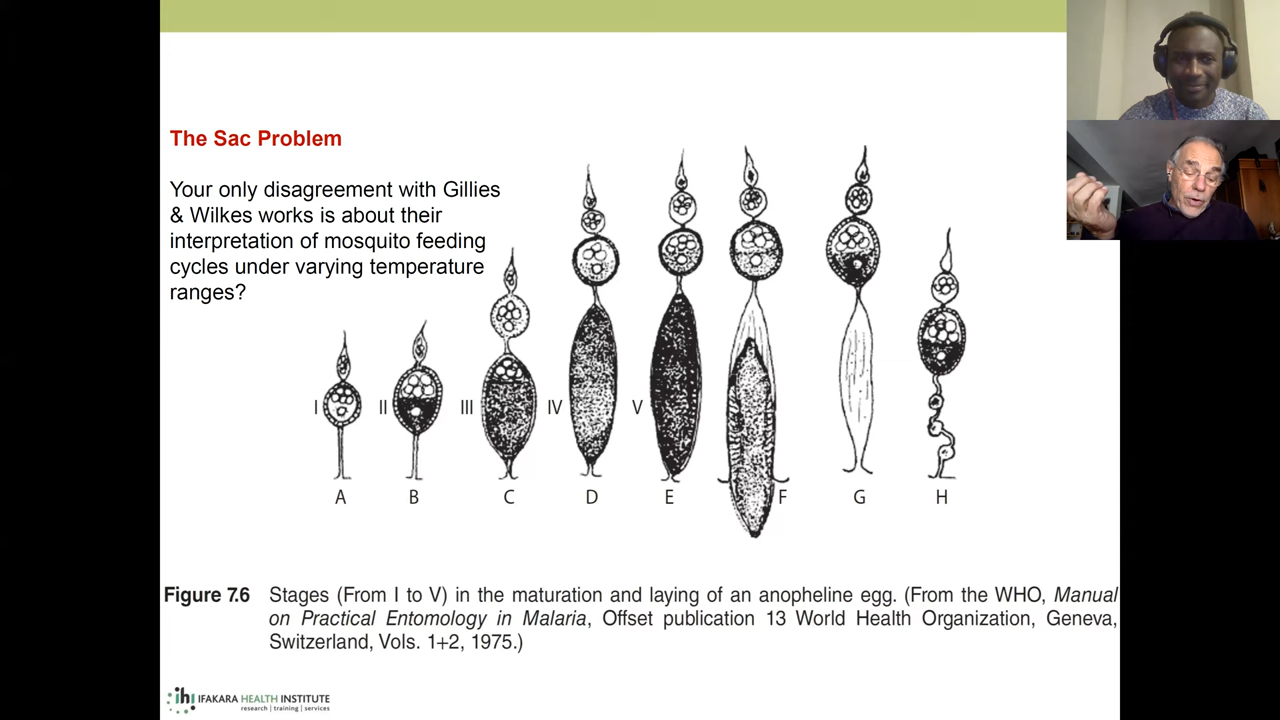 The Sac Problem
Your only disagreement with Gillies
& Wilkes works is about their
interpretation of mosquito feeding
cycles under varying temperature
ranges?
I II III IV V
A B C D E F G H
Figure 7.6 Stages (From I to V) in the maturation and laying of an anopheline egg. (From the WHO, Manual
on Practical Entomology in Malaria, Offset publication 13 World Health Organization, Geneva,
Switzerland, Vols. 1+2, 1975.)
ihi IFAKARA HEALTH INSTITUTE
research | training | services